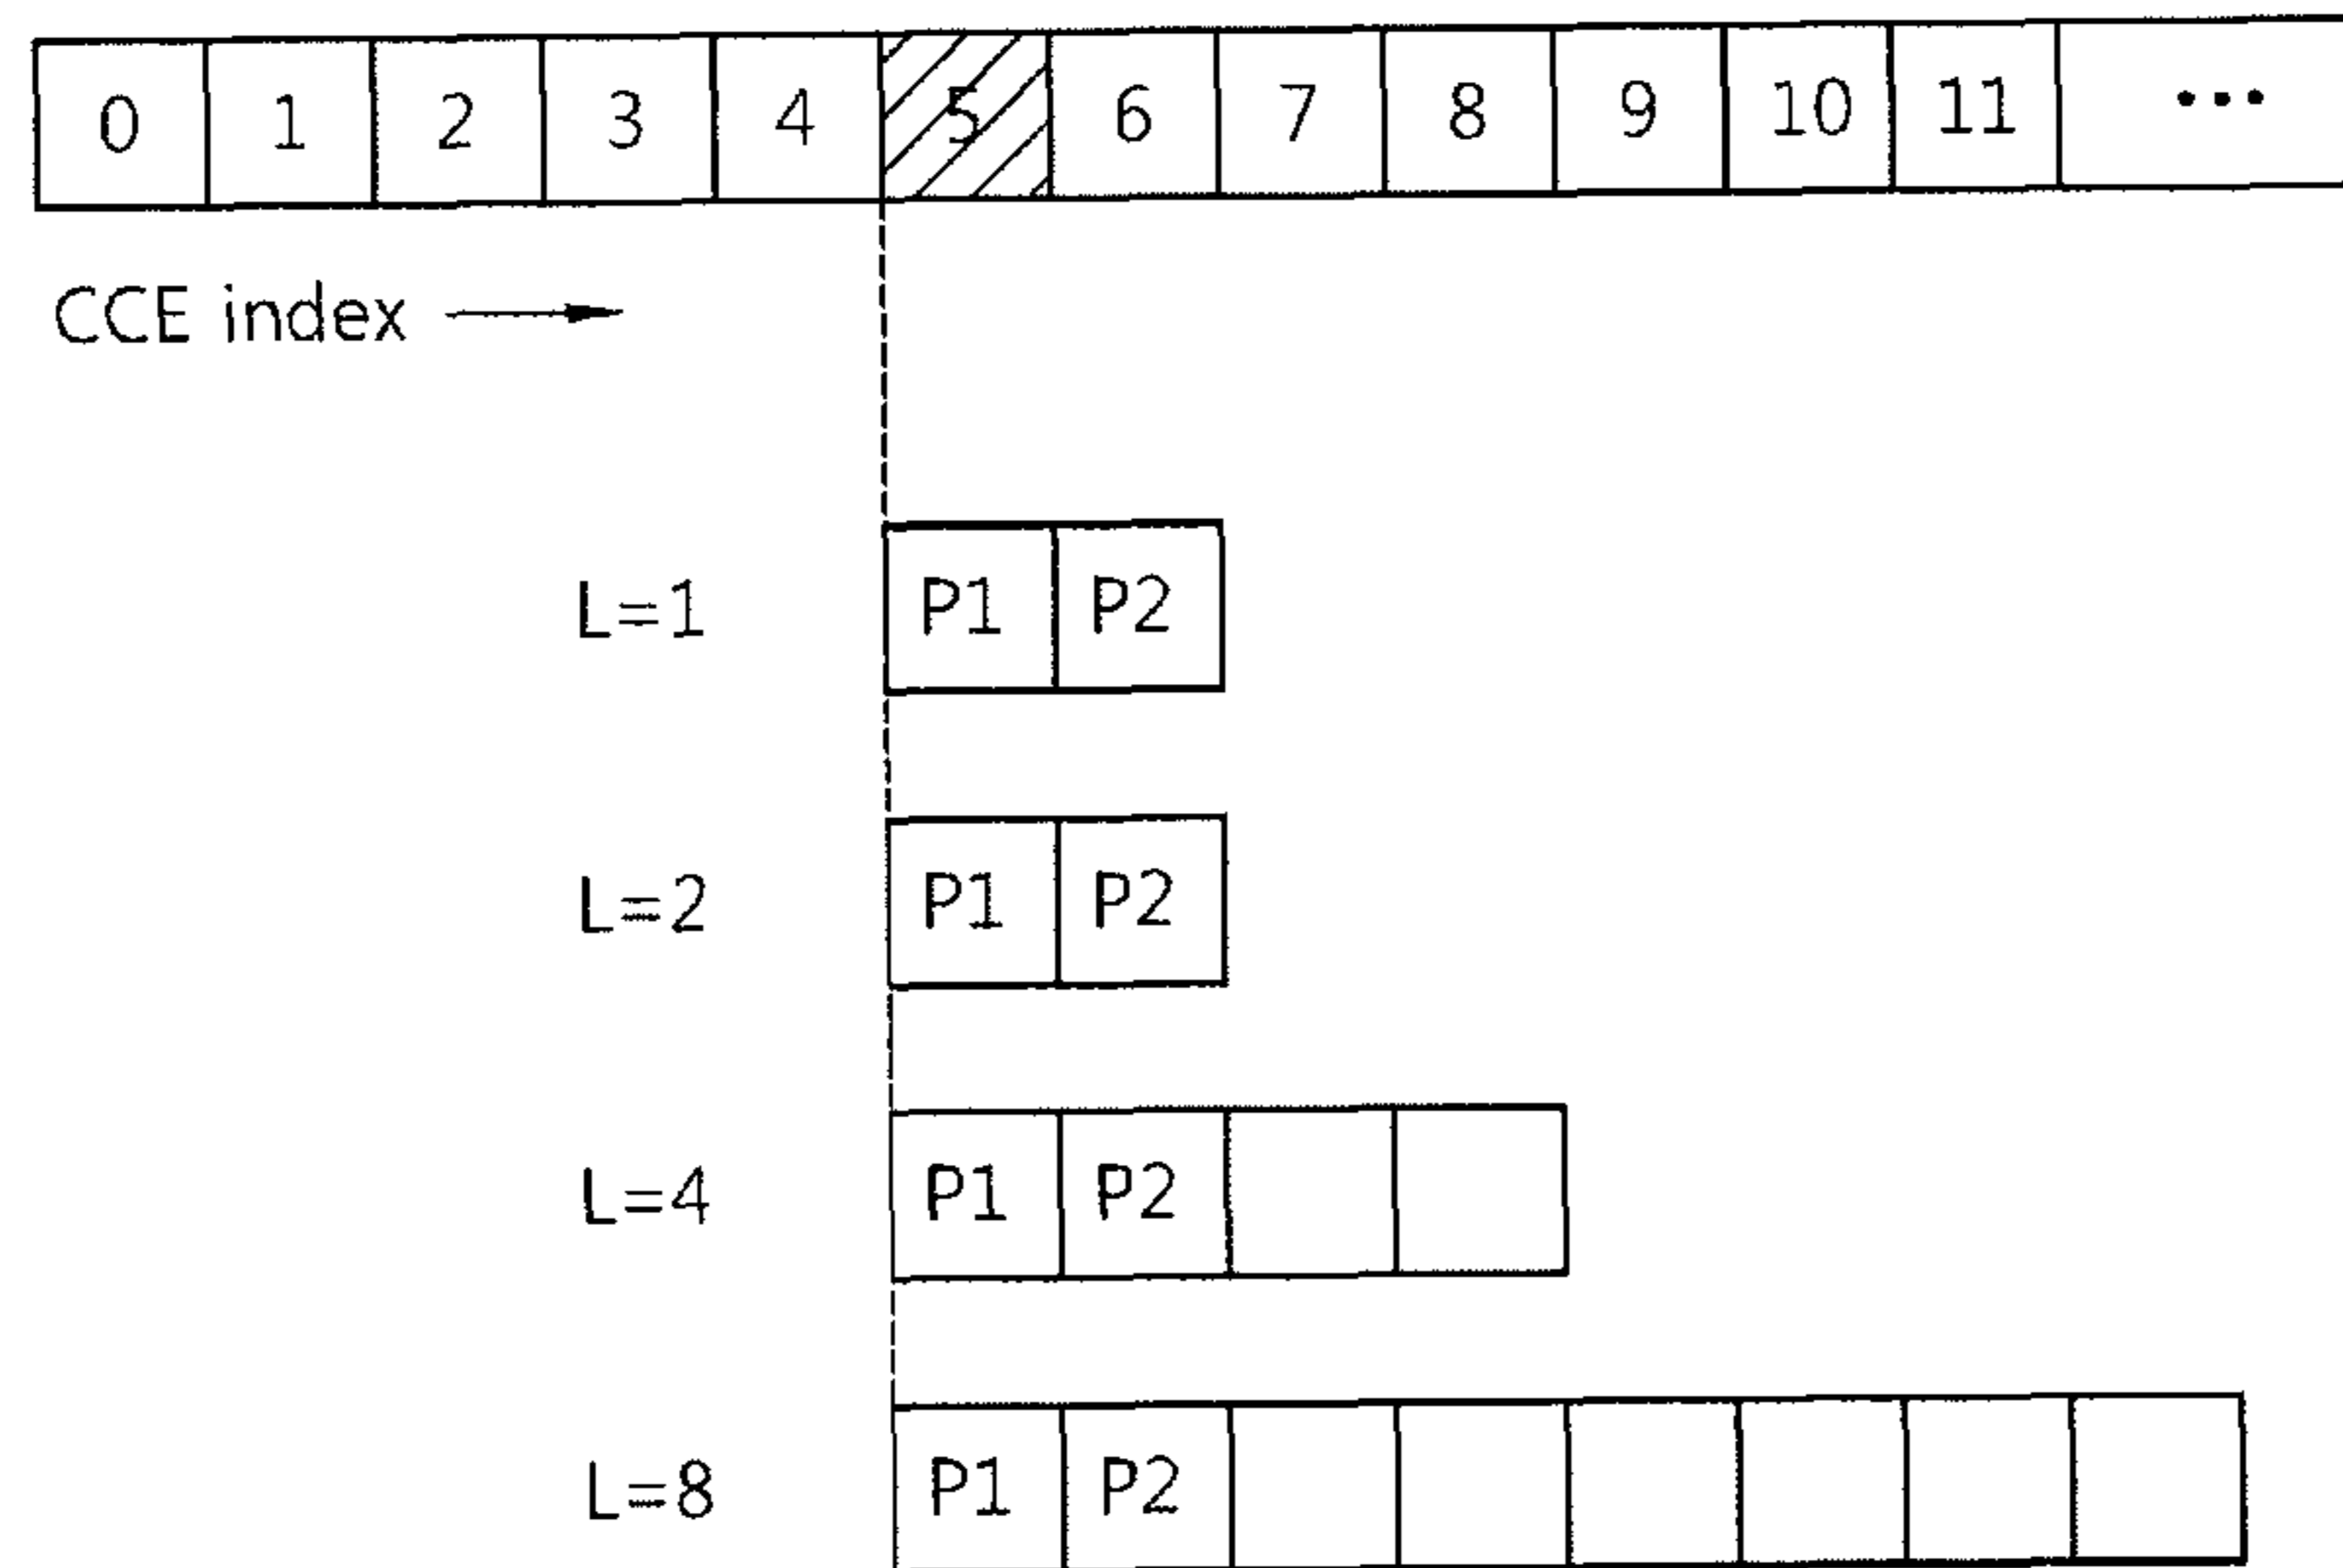 0 1 2 3 4 5 6 7 8 9 10 11 •••
CCE index
L=1 P1 P2
L=2 P1 P2
L=4 P1 P2
L=8 P1 P2